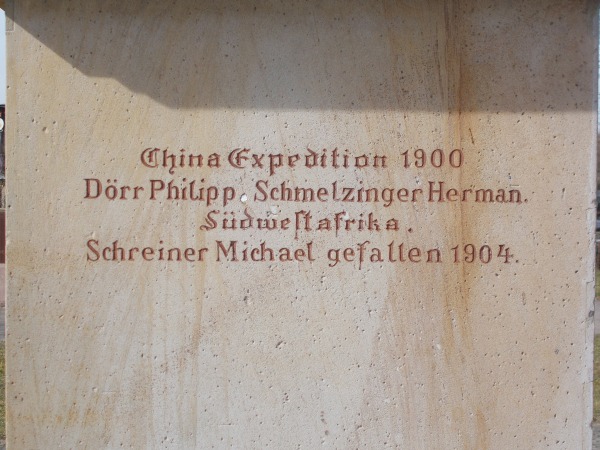 China Expedition 1900
Dörr Philipp. Schmelzinger Herman.
Südweſtafrika.
Schreiner Michael gefallen 1904.